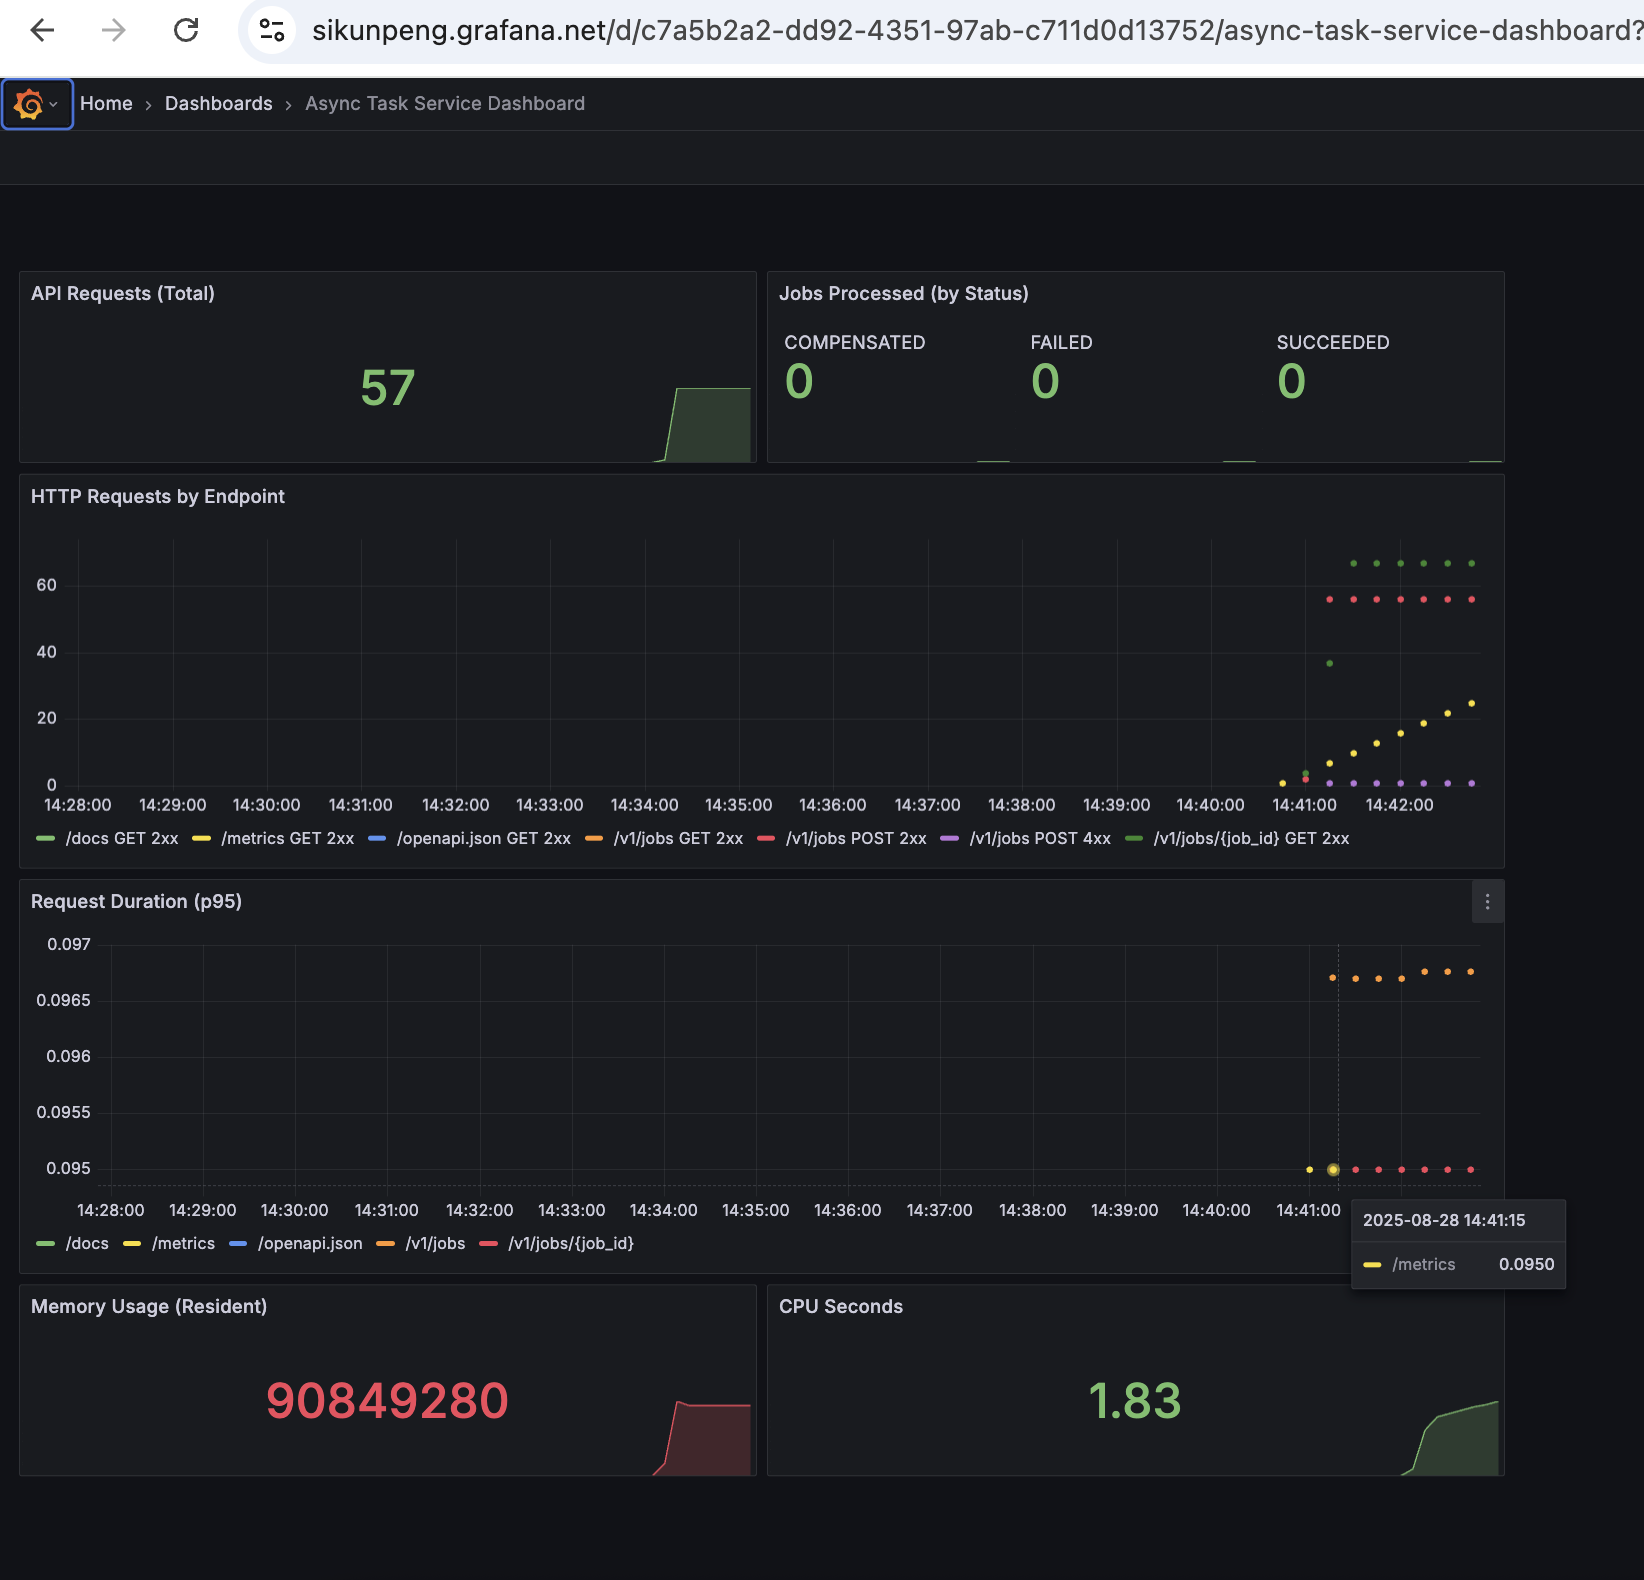 sikunpeng.grafana.net/d/c7a5b2a2-dd92-4351-97ab-c711d0d13752/async-task-service-dashboard?
Home › Dashboards › Async Task Service Dashboard
API Requests (Total)
57
Jobs Processed (by Status)
COMPENSATED FAILED SUCCEEDED
0 0 0
HTTP Requests by Endpoint
60
40
20
0
14:28:00 14:29:00 14:30:00 14:31:00 14:32:00 14:33:00 14:34:00 14:35:00 14:36:00 14:37:00 14:38:00 14:39:00 14:40:00 14:41:00 14:42:00
/docs GET 2xx /metrics GET 2xx /openapi.json GET 2xx /v1/jobs GET 2xx /v1/jobs POST 2xx /v1/jobs POST 4xx /v1/jobs/{job_id} GET 2xx
Request Duration (p95)
0.097
0.0965
0.096
0.0955
0.095
14:28:00 14:29:00 14:30:00 14:31:00 14:32:00 14:33:00 14:34:00 14:35:00 14:36:00 14:37:00 14:38:00 14:39:00 14:40:00 14:41:00
/docs /metrics /openapi.json /v1/jobs /v1/jobs/{job_id}
2025-08-28 14:41:15
/metrics 0.0950
Memory Usage (Resident)
90849280
CPU Seconds
1.83